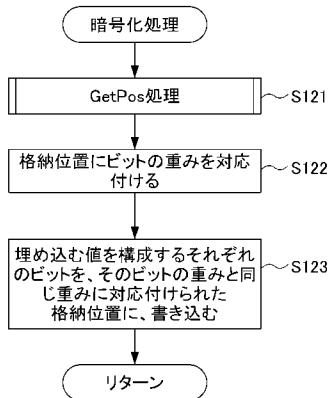 暗号化処理
GetPos処理
S121
格納位置にビットの重みを対応
付ける
S122
埋め込む値を構成するそれぞれ
のビットを、そのビットの重みと同
じ重みに対応付けられた
格納位置に、書き込む
S123
リターン